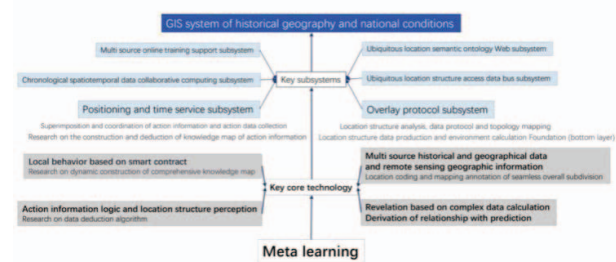 GIS system of historical geography and national conditions
Multi source online training support subsystem
Ubiquitous location semantic ontology Web subsystem
Chronological spatiotemporal data collaborative computing subsystem
Key subsystems
Ubiquitous location structure access data bus subsystem
Positioning and time service subsystem
Overlay protocol subsystem
Superimposition and coordination of action information and action data collection
Research on the construction and deduction of knowledge map of action information
Location structure analysis, data protocol and topology mapping
Location structure data production and environment calculation Foundation (bottom layer)
Local behavior based on smart contract
Research on dynamic construction of comprehensive knowledge map
Multi source historical and geographical data
and remote sensing geographic information
Location coding and mapping annotation of seamless overall subdivision
Key core technology
Action information logic and location structure perception
Research on data deduction algorithm
Revelation based on complex data calculation
Derivation of relationship with prediction
Meta learning